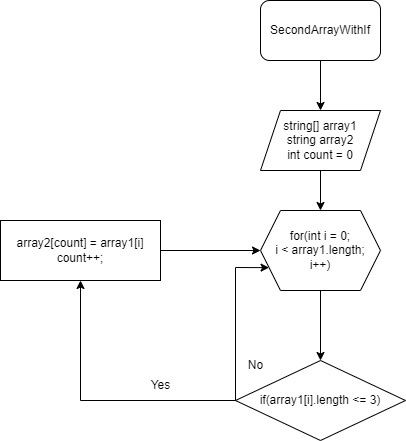 SecondArrayWithIf
string[] array1
string array2
int count = 0
for(int i = 0;
i < array1.length;
i++)
array2[count] = array1[i]
count++;
No
Yes
if(array1[i].length <= 3)